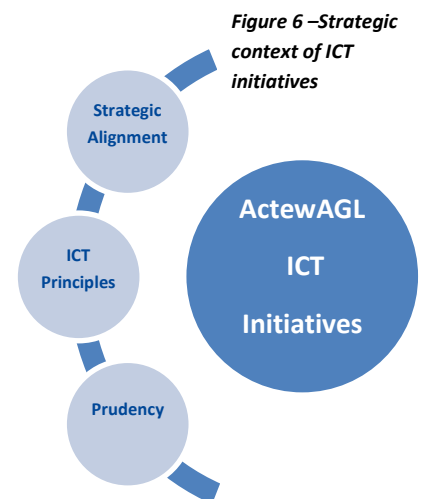 Figure 6 –Strategic
context of ICT
initiatives
Strategic
Alignment
ActewAGL
ICT
Initiatives
ICT
Principles
Prudency